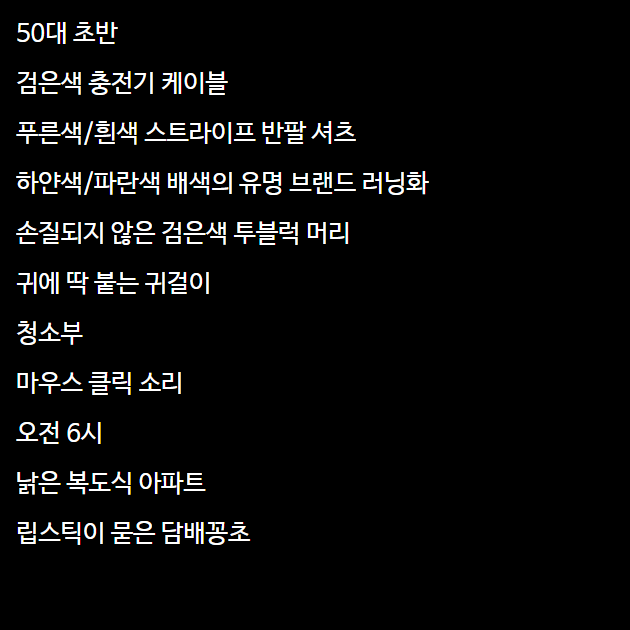 50대 초반
검은색 충전기 케이블
푸른색/흰색 스트라이프 반팔 셔츠
하얀색/파란색 배색의 유명 브랜드 러닝화
손질되지 않은 검은색 투블럭 머리
귀에 딱 붙는 귀걸이
청소부
마우스 클릭 소리
오전 6시
낡은 복도식 아파트
립스틱이 묻은 담배꽁초